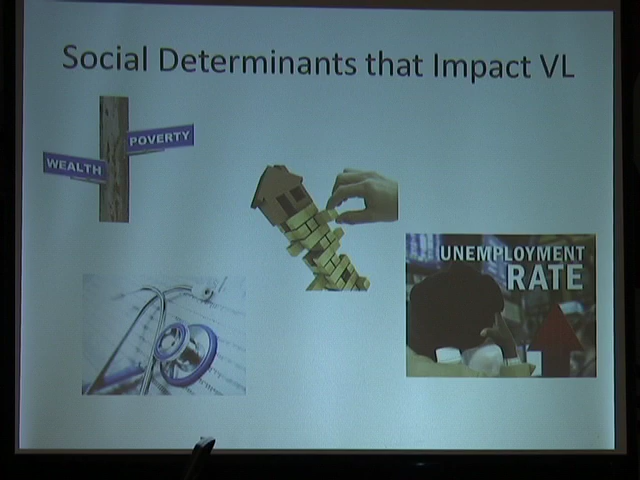 Social Determinants that Impact VL
POVERTY
WEALTH
UNEMPLOYMENT
RATE